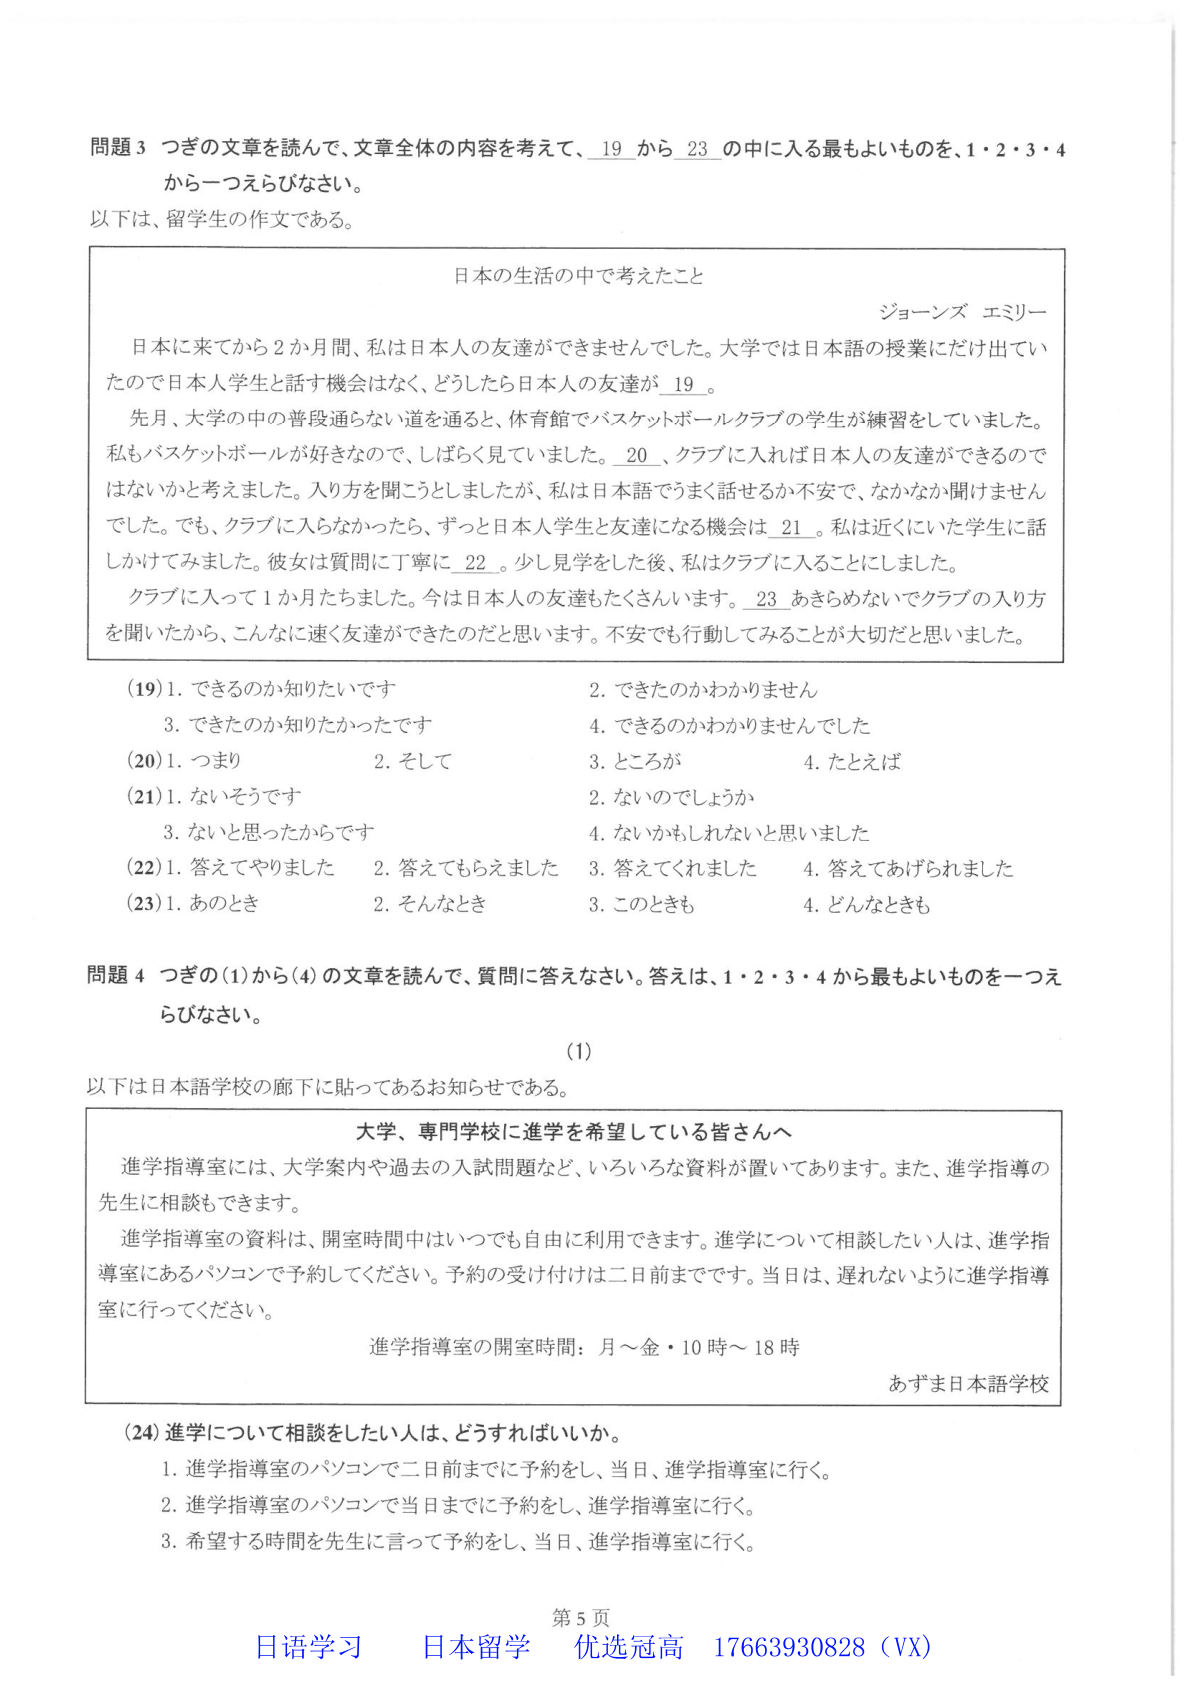 問題3 つぎの文章を読んで、文章全体の内容を考えて、 19 から 23 の中に入る最もよいものを、1・2・3・4
から一つえらびなさい。
以下は、留学生の作文である。
日本の生活の中で考えたこと
ジョーンズ エミリー
日本に来てから2か月間、私は日本人の友達ができませんでした。大学では日本語の授業にだけ出てい
たので日本人学生と話す機会はなく、どうしたら日本人の友達が 19 。
先月、大学の中の普段通らない道を通ると、体育館でバスケットボールクラブの学生が練習をしていました。
私もバスケットボールが好きなので、しばらく見ていました。 20 、クラブに入れば日本人の友達ができるので
はないかと考えました。入り方を聞こうとしましたが、私は日本語でうまく話せるか不安で、なかなか聞けません
でした。でも、クラブに入らなかったら、ずっと日本人学生と友達になる機会は 21 。私は近くにいた学生に話
しかけてみました。彼女は質問に丁寧に 22 。少し見学をした後、私はクラブに入ることにしました。
クラブに入って1か月たちました。今は日本人の友達もたくさんいます。 23 あきらめないでクラブの入り方
を聞いたから、こんなに速く友達ができたのだと思います。不安でも行動してみることが大切だと思いました。
(19)1. できるのか知りたいです 2. できたのかわかりません
3. できたのか知りたかったです 4. できるのかわかりませんでした
(20)1. つまり 2. そして 3. ところが 4. たとえば
(21)1. ないそうです 2. ないのでしょうか
3. ないと思ったからです 4. ないかもしれないと思いました
(22)1. 答えてやりました 2. 答えてもらえました 3. 答えてくれました 4. 答えてあげられました
(23)1. あのとき 2. そんなとき 3. このときも 4. どんなときも
問題4 つぎの(1)から(4)の文章を読んで、質問に答えなさい。答えは、1・2・3・4から最もよいものを一つえ
らびなさい。
(1)
以下は日本語学校の廊下に貼ってあるお知らせである。
大学、専門学校に進学を希望している皆さんへ
進学指導室には、大学案内や過去の入試問題など、いろいろな資料が置いてあります。また、進学指導の
先生に相談もできます。
進学指導室の資料は、開室時間中はいつでも自由に利用できます。進学について相談したい人は、進学指
導室にあるパソコンで予約してください。予約の受け付けは二日前までです。当日は、遅れないように進学指導
室に行ってください。
進学指導室の開室時間: 月～金・10時～18時
あずま日本語学校
(24)進学について相談をしたい人は、どうすればいいか。
1. 進学指導室のパソコンで二日前までに予約をし、当日、進学指導室に行く。
2. 進学指導室のパソコンで当日までに予約をし、進学指導室に行く。
3. 希望する時間を先生に言って予約をし、当日、進学指導室に行く。
第5页
日语学习 日本留学 优选冠高 17663930828（VX)